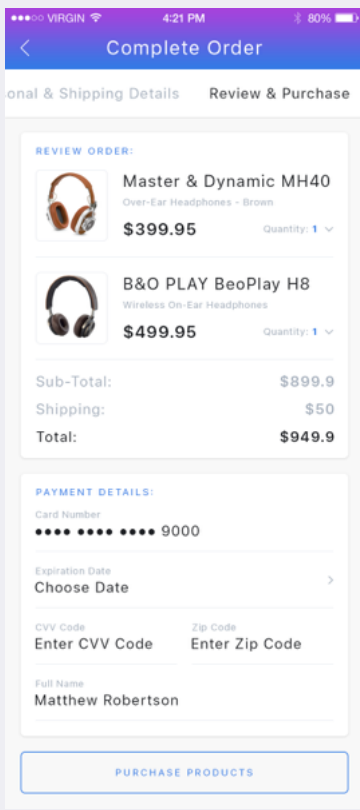 VIRGIN 4:21 PM 80%
Complete Order
onal & Shipping Details Review & Purchase
REVIEW ORDER:
Master & Dynamic MH40
Over-Ear Headphones - Brown
$399.95 Quantity: 1
B&O PLAY BeoPlay H8
Wireless On-Ear Headphones
$499.95 Quantity: 1
Sub-Total: $899.9
Shipping: $50
Total: $949.9
PAYMENT DETAILS:
Card Number
•••• •••• •••• 9000
Expiration Date
Choose Date
CVV Code Zip Code
Enter CVV Code Enter Zip Code
Full Name
Matthew Robertson
PURCHASE PRODUCTS